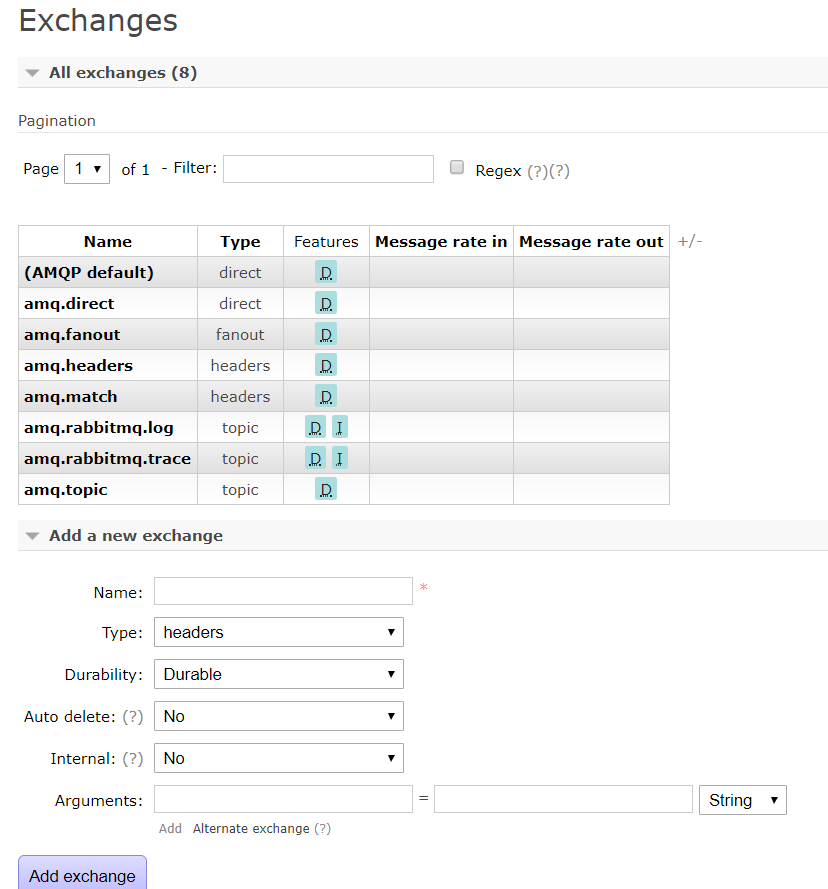 Exchanges
All exchanges (8)
Pagination
Page 1 of 1 - Filter: Regex (?)(?)
Name Type Features Message rate in Message rate out +/-
(AMQP default) direct D
amq.direct direct D
amq.fanout fanout D
amq.headers headers D
amq.match headers D
amq.rabbitmq.log topic D I
amq.rabbitmq.trace topic D I
amq.topic topic D
Add a new exchange
Name: *
Type: headers
Durability: Durable
Auto delete: (?) No
Internal: (?) No
Arguments: = String
Add Alternate exchange (?)
Add exchange